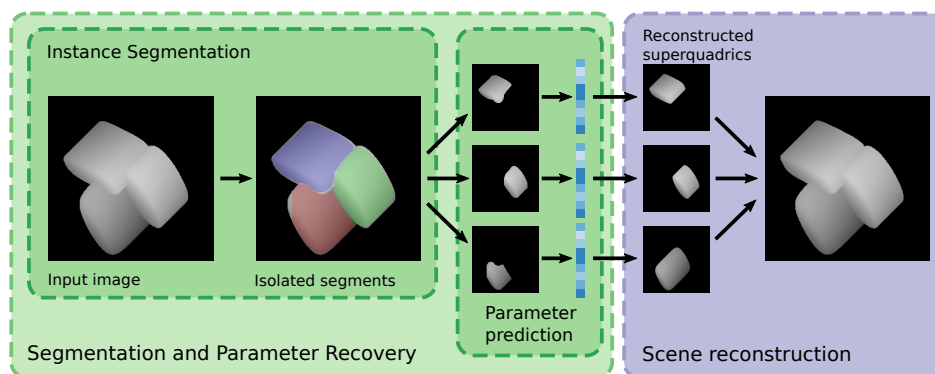 Instance Segmentation
Input image
Isolated segments
Parameter
prediction
Segmentation and Parameter Recovery
Reconstructed
superquadrics
Scene reconstruction